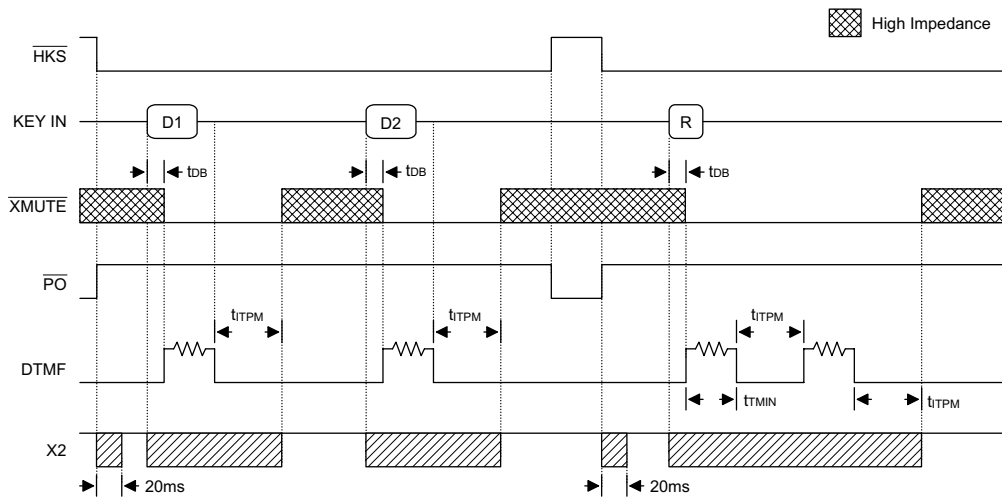 High Impedance
HKS
KEY IN D1 D2 R
tDB tDB tDB
XMUTE
PO
tITPM tITPM tITPM
DTMF
tTMIN tITPM
X2
20ms 20ms